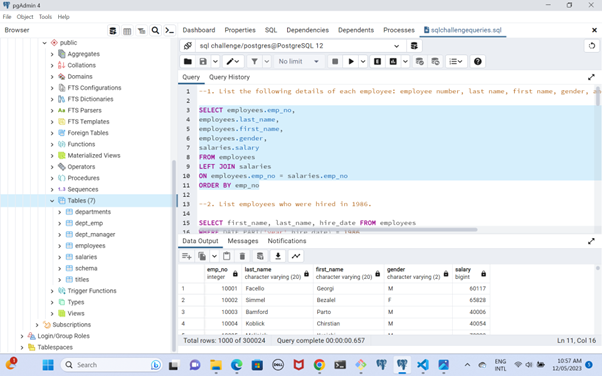 pgAdmin 4
File Object Tools Help
Browser
Dashboard Properties SQL Dependencies Dependents Processes sqlchallengequeries.sql
public
Aggregates
Collations
Domains
FTS Configurations
FTS Dictionaries
FTS Parsers
FTS Templates
Foreign Tables
Functions
Materialized Views
Operators
Procedures
1..3 Sequences
Tables (7)
departments
dept_emp
dept_manager
employees
salaries
schema
titles
Trigger Functions
Types
Views
Subscriptions
Login/Group Roles
Tablespaces
sql challenge/postgres@PostgreSQL 12
No limit
Query Query History
1 --1. List the following details of each employee: employee number, last name, first name, gender,
2
3 SELECT employees.emp_no,
4 employees.last_name,
5 employees.first_name,
6 employees.gender,
7 salaries.salary
8 FROM employees
9 LEFT JOIN salaries
10 ON employees.emp_no = salaries.emp_no
11 ORDER BY emp_no
12
13 --2. List employees who were hired in 1986.
14
15 SELECT first_name, last_name, hire_date FROM employees
Data Output Messages Notifications
emp_no last_name first_name gender salary
integer character varying (20) character varying (20) character varying (2) bigint
1 10001 Facello Georgi M 60117
2 10002 Simmel Bezalel F 65828
3 10003 Bamford Parto M 40006
4 10004 Koblick Chirstian M 40054
Total rows: 1000 of 300024 Query complete 00:00:00.657 Ln 11, Col 16
Search
ENG
INTL
10:57 AM
12/05/2023